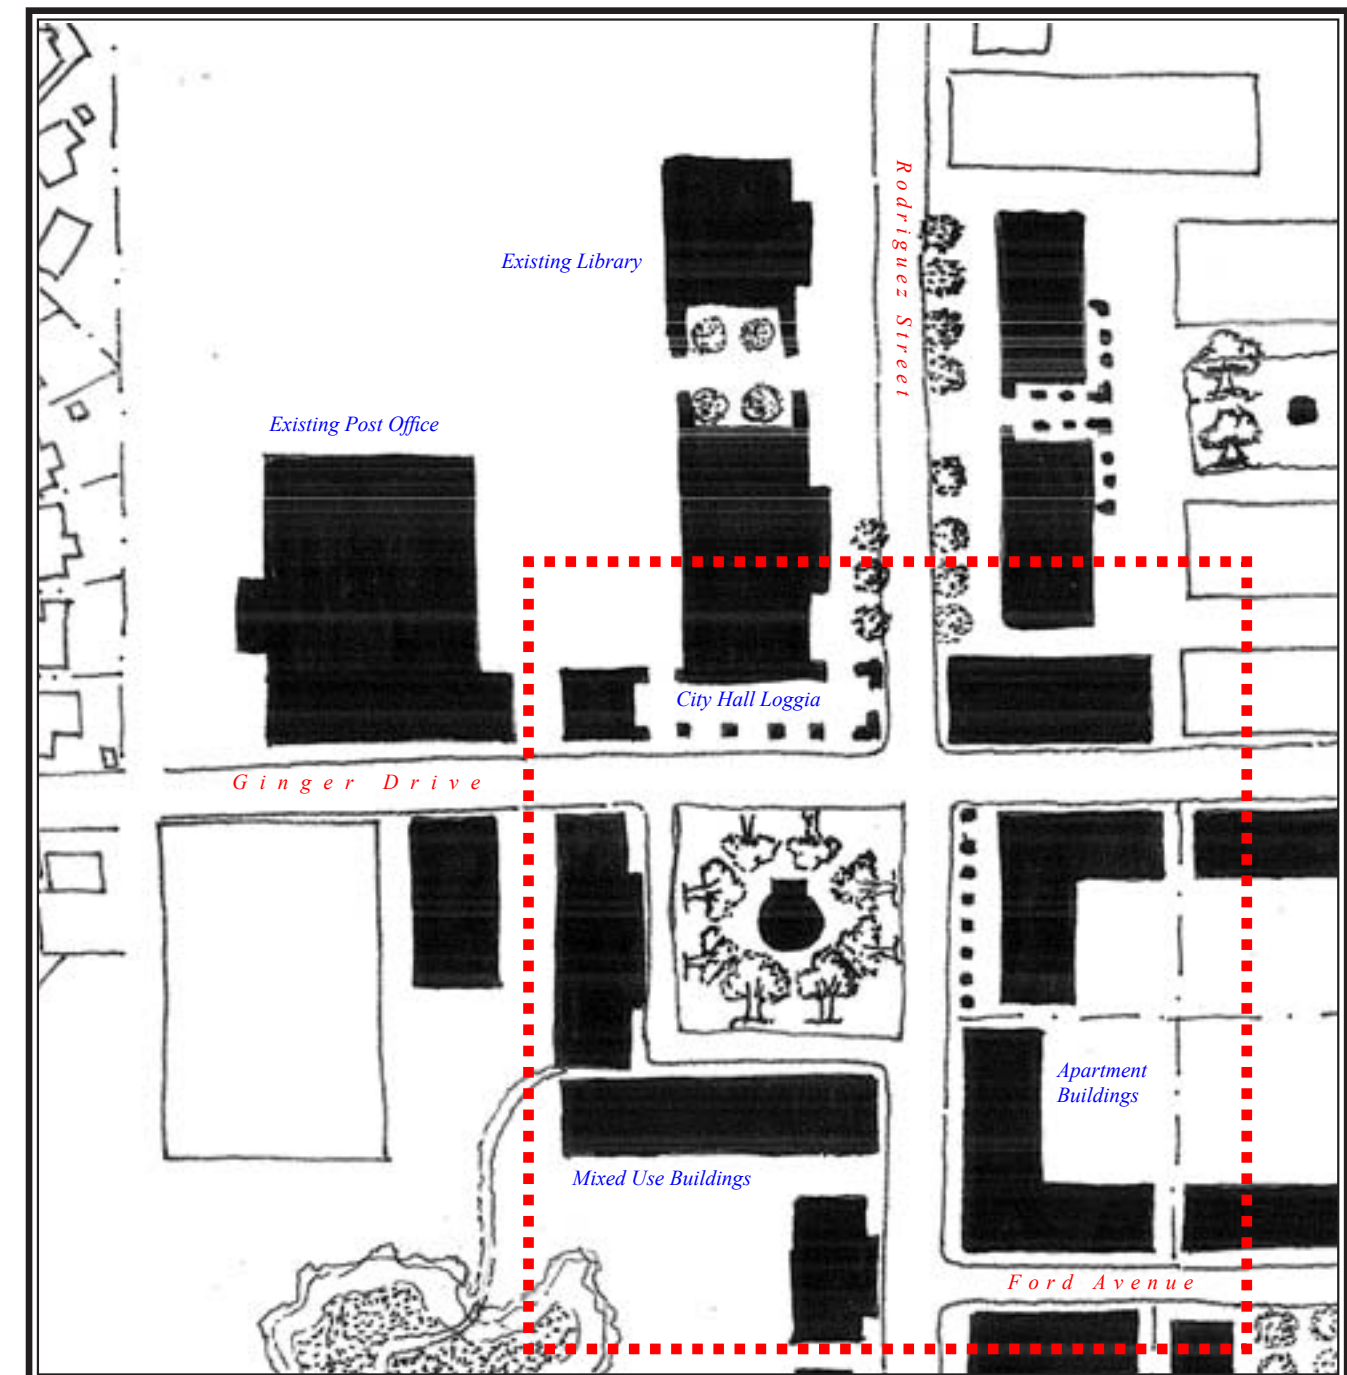 Rodriguez Street
Existing Library
Existing Post Office
City Hall Loggia
Ginger Drive
Apartment
Buildings
Mixed Use Buildings
Ford Avenue